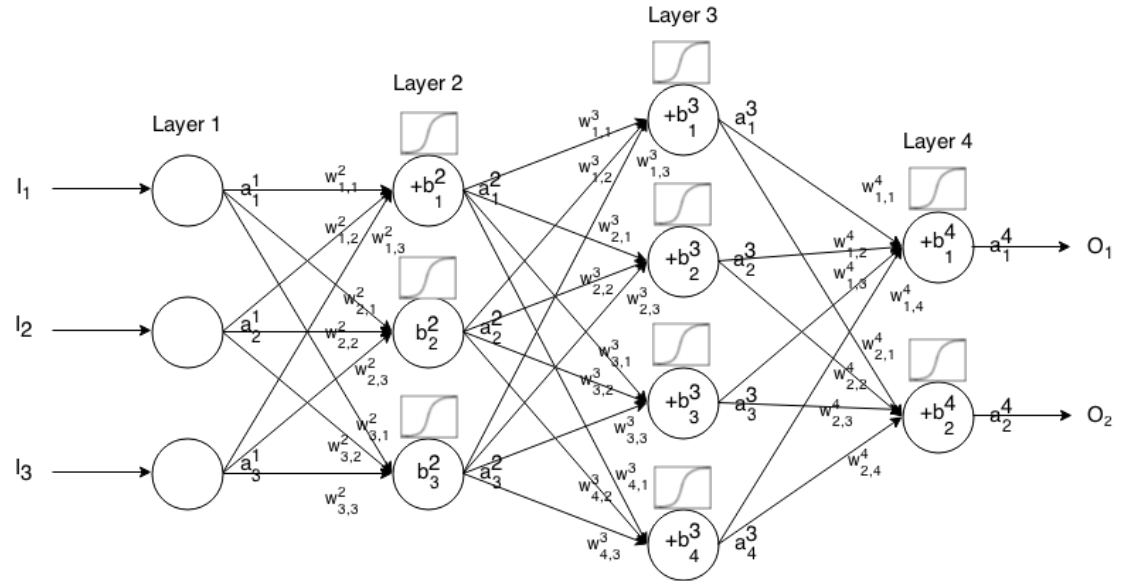 Layer 3
Layer 2
Layer 1
Layer 4
I₁
I₂
I₃
a¹₁
a¹₂
a¹₃
w²₁,₁
w²₁,₂
w²₁,₃
w²₂,₁
w²₂,₂
w²₂,₃
w²₃,₁
w²₃,₂
w²₃,₃
+b²₁
b²₂
b²₃
a²₁
a²₂
a²₃
w³₁,₁
w³₁,₂
w³₁,₃
w³₂,₁
w³₂,₂
w³₂,₃
w³₃,₁
w³₃,₂
w³₃,₃
w³₄,₁
w³₄,₂
w³₄,₃
+b³₁
+b³₂
+b³₃
+b³₄
a³₁
a³₂
a³₃
a³₄
w⁴₁,₁
w⁴₁,₂
w⁴₁,₃
w⁴₁,₄
w⁴₂,₁
w⁴₂,₂
w⁴₂,₃
w⁴₂,₄
+b⁴₁
+b⁴₂
a⁴₁
a⁴₂
O₁
O₂